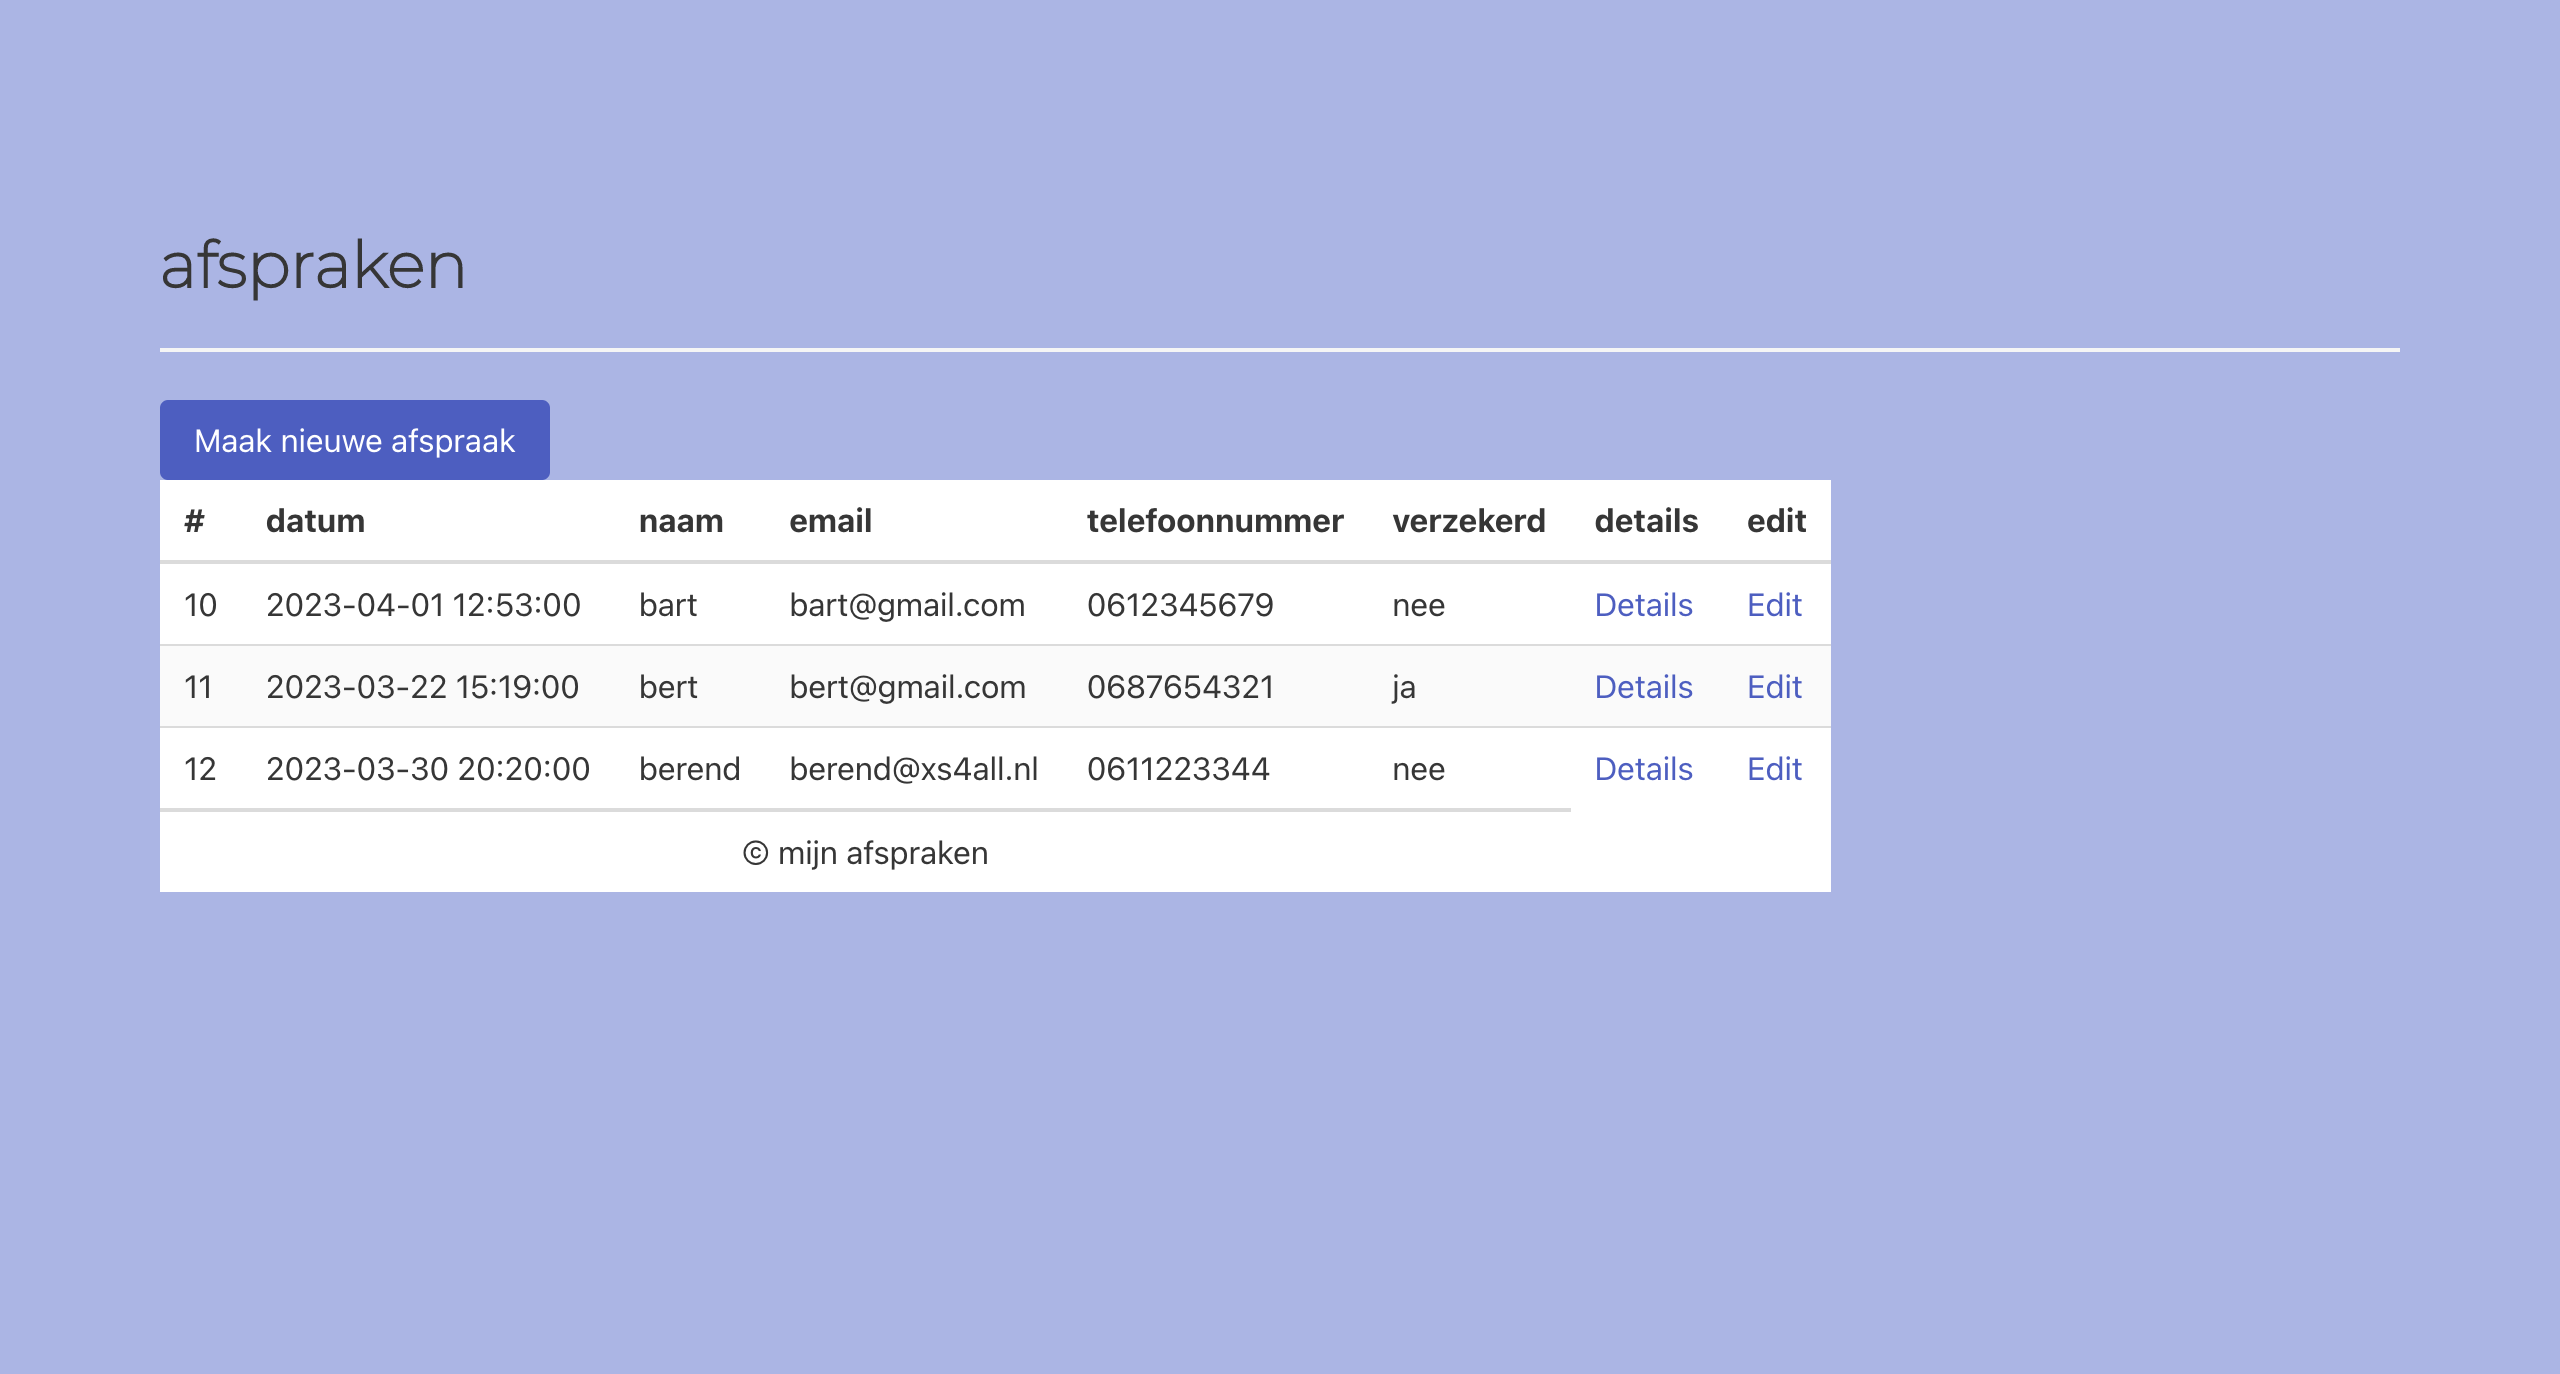 afspraken
Maak nieuwe afspraak
# datum naam email telefoonnummer verzekerd details edit
10 2023-04-01 12:53:00 bart bart@gmail.com 0612345679 nee Details Edit
11 2023-03-22 15:19:00 bert bert@gmail.com 0687654321 ja Details Edit
12 2023-03-30 20:20:00 berend berend@xs4all.nl 0611223344 nee Details Edit
© mijn afspraken